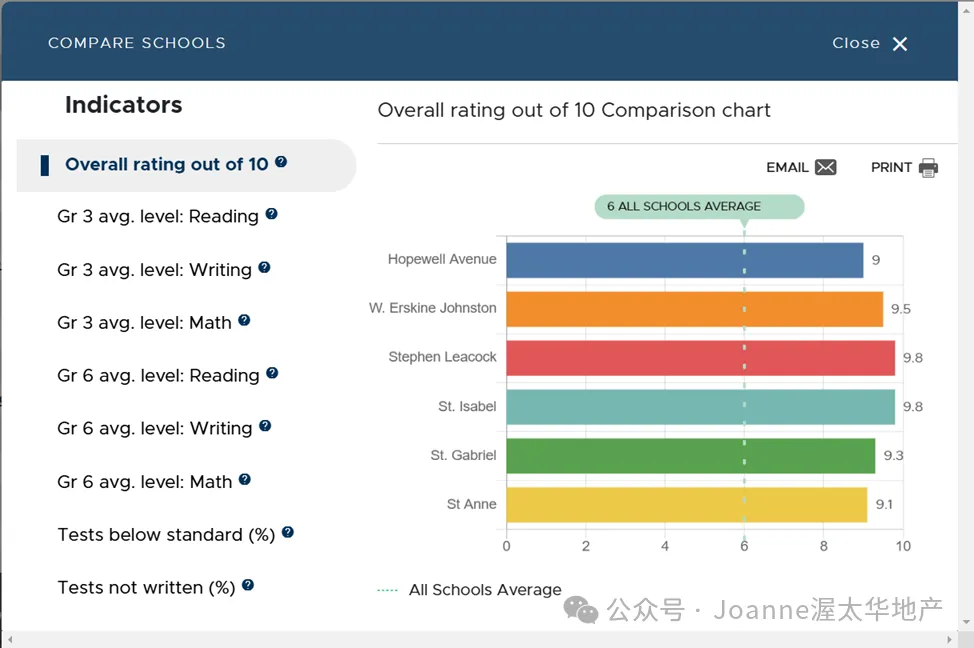 COMPARE SCHOOLS
Close
Indicators
Overall rating out of 10
Gr 3 avg. level: Reading
Gr 3 avg. level: Writing
Gr 3 avg. level: Math
Gr 6 avg. level: Reading
Gr 6 avg. level: Writing
Gr 6 avg. level: Math
Tests below standard (%)
Tests not written (%)
Overall rating out of 10 Comparison chart
EMAIL PRINT
6 ALL SCHOOLS AVERAGE
Hopewell Avenue 9
W. Erskine Johnston 9.5
Stephen Leacock 9.8
St. Isabel 9.8
St. Gabriel 9.3
St Anne 9.1
0 2 4 6 8 10
All Schools Average
公众号 · Joanne渥太华地产